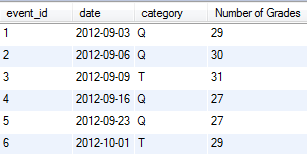 event_id date category Number of Grades
1 2012-09-03 Q 29
2 2012-09-06 Q 30
3 2012-09-09 T 31
4 2012-09-16 Q 27
5 2012-09-23 Q 27
6 2012-10-01 T 29